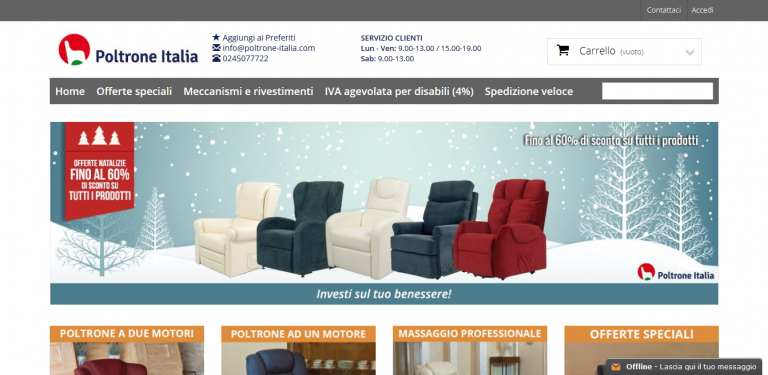 Contattaci Accedi
Poltrone Italia
Aggiungi ai Preferiti
info@poltrone-italia.com
0245077722
SERVIZIO CLIENTI
Lun - Ven: 9.00-13.00 / 15.00-19.00
Sab: 9.00-13.00
Carrello (vuoto)
Home Offerte speciali Meccanismi e rivestimenti IVA agevolata per disabili (4%) Spedizione veloce
OFFERTE NATALIZIE
FINO AL 60%
DI SCONTO SU
TUTTI I PRODOTTI
Fino al 60% di sconto su tutti i prodotti
Poltrone Italia
Investi sul tuo benessere!
POLTRONE A DUE MOTORI
POLTRONE AD UN MOTORE
MASSAGGIO PROFESSIONALE
OFFERTE SPECIALI
Offline - Lascia qui il tuo messaggio